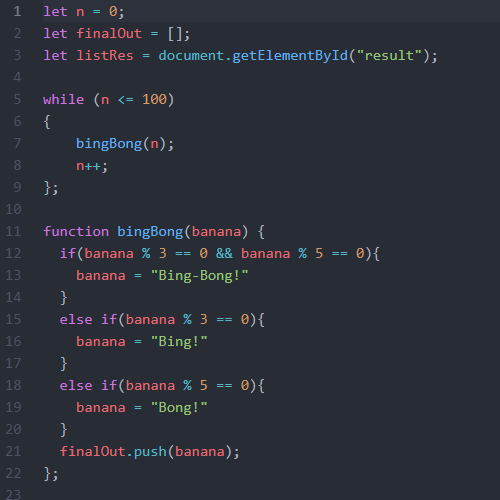 1 let n = 0;
2 let finalOut = [];
3 let listRes = document.getElementById("result");
4
5 while (n <= 100)
6 {
7     bingBong(n);
8     n++;
9 };
10
11 function bingBong(banana) {
12   if(banana % 3 == 0 && banana % 5 == 0){
13     banana = "Bing-Bong!"
14   }
15   else if(banana % 3 == 0){
16     banana = "Bing!"
17   }
18   else if(banana % 5 == 0){
19     banana = "Bong!"
20   }
21   finalOut.push(banana);
22 };
23